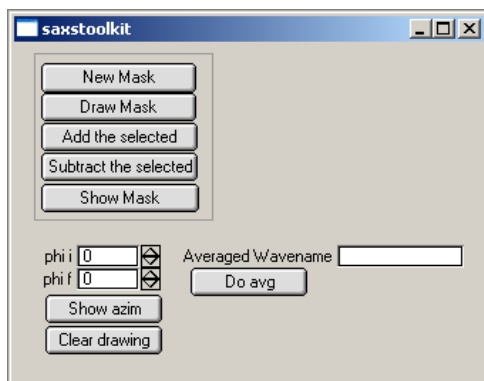 saxstoolkit
New Mask
Draw Mask
Add the selected
Subtract the selected
Show Mask
phi i 0
Averaged Wavename
phi f 0
Do avg
Show azim
Clear drawing